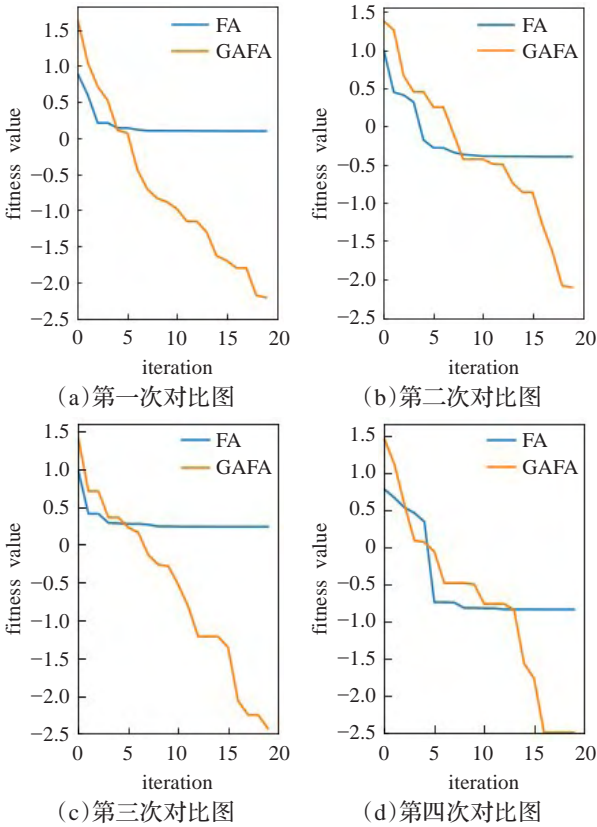 1.5
1.0
0.5
0
−0.5
−1.0
−1.5
−2.0
−2.5
fitness value
FA
GAFA
0 5 10 15 20
iteration
(a)第一次对比图
1.5
1.0
0.5
0
−0.5
−1.0
−1.5
−2.0
−2.5
fitness value
FA
GAFA
0 5 10 15 20
iteration
(b)第二次对比图
1.5
1.0
0.5
0
−0.5
−1.0
−1.5
−2.0
−2.5
fitness value
FA
GAFA
0 5 10 15 20
iteration
(c)第三次对比图
1.5
1.0
0.5
0
−0.5
−1.0
−1.5
−2.0
−2.5
fitness value
FA
GAFA
0 5 10 15 20
iteration
(d)第四次对比图